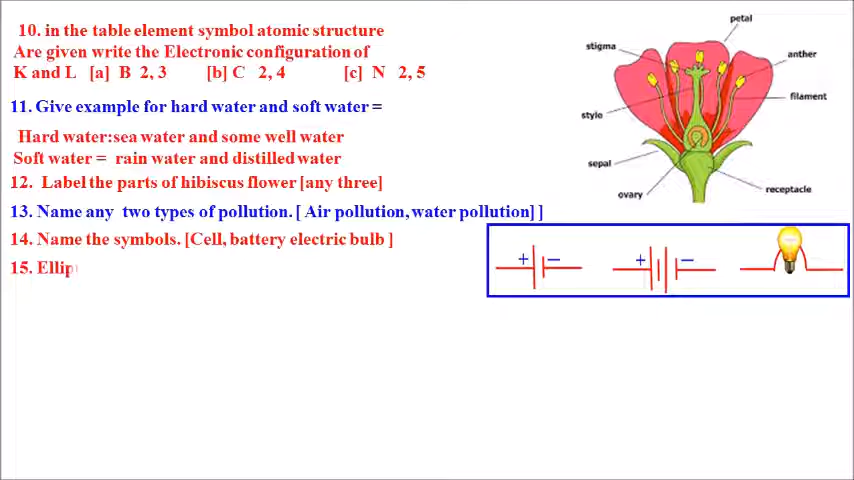 10. in the table element symbol atomic structure
Are given write the Electronic configuration of
K and L [a] B 2, 3 [b] C 2, 4 [c] N 2, 5
11. Give example for hard water and soft water =
Hard water:sea water and some well water
Soft water = rain water and distilled water
12. Label the parts of hibiscus flower [any three]
13. Name any two types of pollution. [ Air pollution, water pollution] ]
14. Name the symbols. [Cell, battery electric bulb ]
15. Ellip
petal
stigma
anther
filament
style
sepal
ovary
receptacle
+ − + −